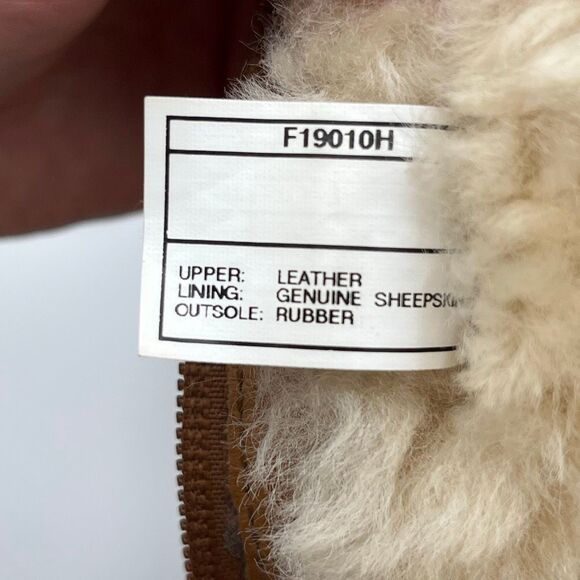 F19010H
UPPER: LEATHER
LINING: GENUINE SHEEPSKIN
OUTSOLE: RUBBER